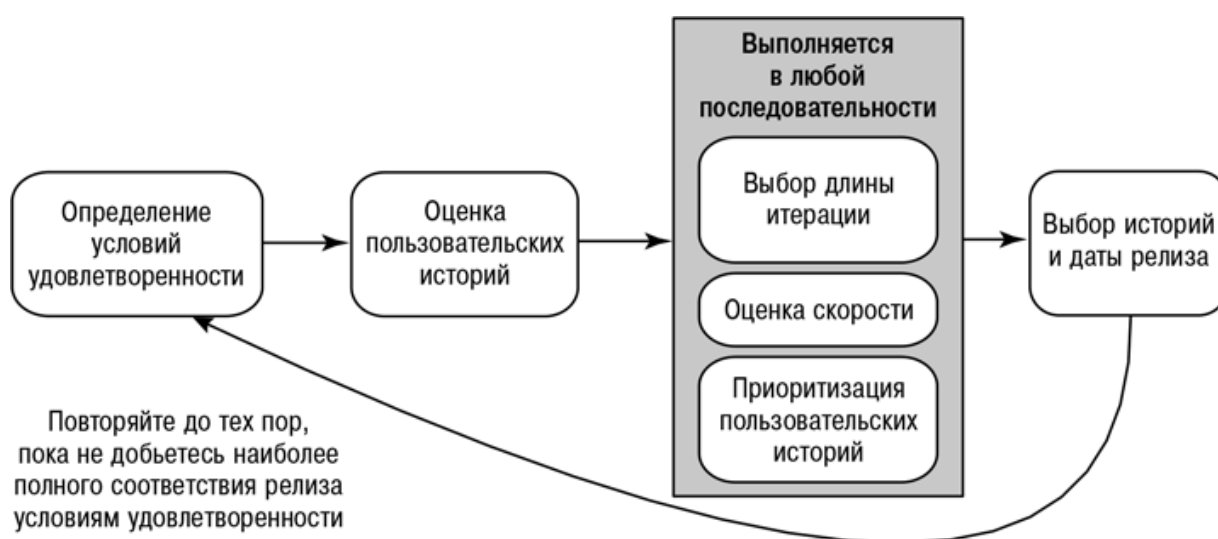 Определение
условий
удовлетворенности
Оценка
пользовательских
историй
Выполняется
в любой
последовательности
Выбор длины
итерации
Оценка скорости
Приоритизация
пользовательских
историй
Выбор историй
и даты релиза
Повторяйте до тех пор,
пока не добьетесь наиболее
полного соответствия релиза
условиям удовлетворенности